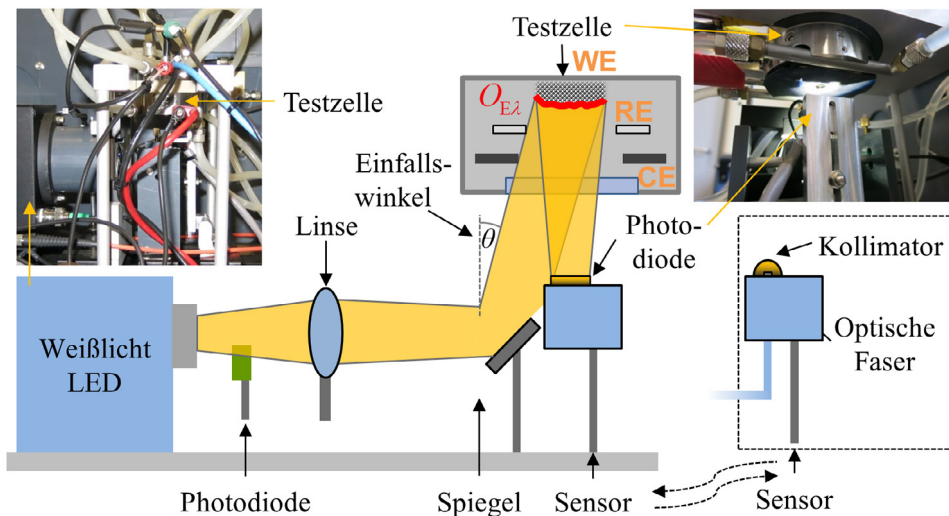 Testzelle
WE
Testzelle
O_Eλ
RE
Einfalls-
winkel
CE
Linse
θ
Photo-
diode
Kollimator
Weißlicht
LED
Optische
Faser
Photodiode
Spiegel
Sensor
Sensor